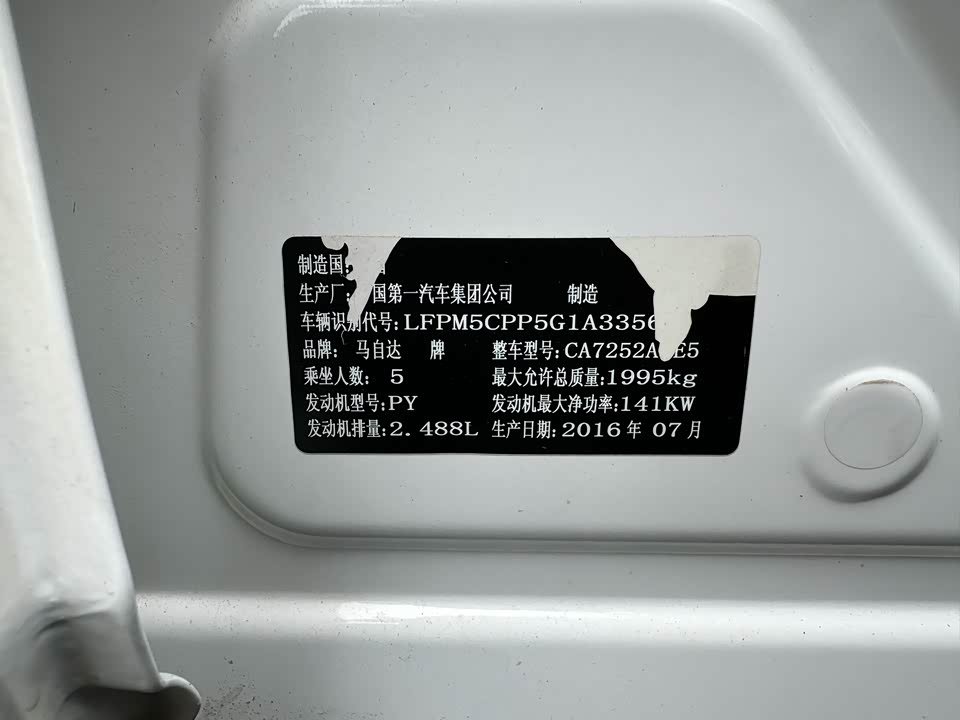 制造国:
生产厂: 国第一汽车集团公司 制造
车辆识别代号:LFPM5CPP5G1A3356
品牌: 马自达 牌 整车型号:CA7252A E5
乘坐人数: 5 最大允许总质量:1995kg
发动机型号:PY 发动机最大净功率:141KW
发动机排量:2.488L 生产日期:2016年 07月